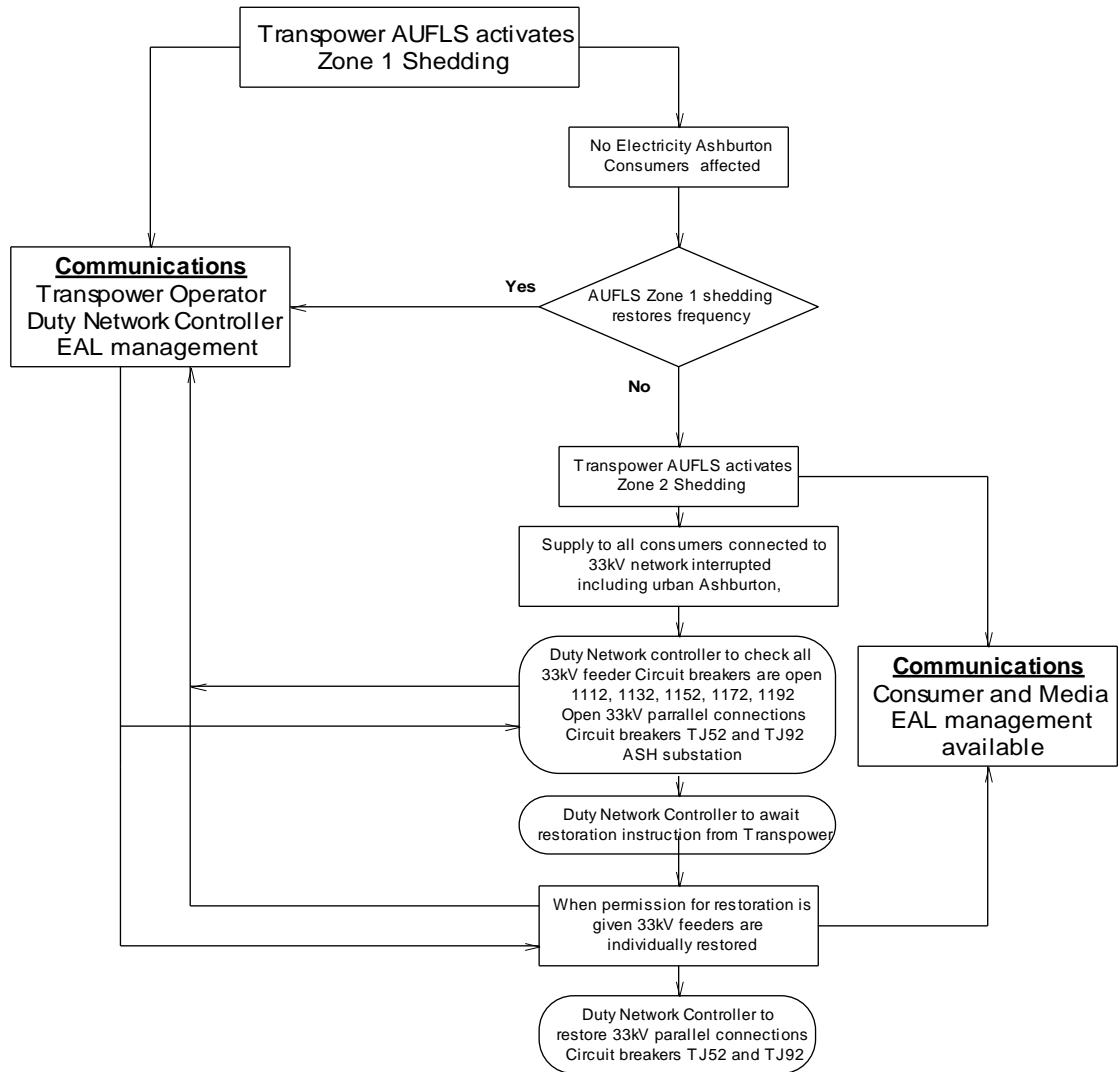 Transpower AUFLS activates
Zone 1 Shedding
No Electricity Ashburton
Consumers affected
Communications
Transpower Operator
Duty Network Controller
EAL management
Yes
AUFLS Zone 1 shedding
restores frequency
No
Transpower AUFLS activates
Zone 2 Shedding
Supply to all consumers connected to
33kV network interrupted
including urban Ashburton,
Duty Network controller to check all
33kV feeder Circuit breakers are open
1112, 1132, 1152, 1172, 1192
Open 33kV parrallel connections
Circuit breakers TJ52 and TJ92
ASH substation
Communications
Consumer and Media
EAL management
available
Duty Network Controller to await
restoration instruction from Transpower
When permission for restoration is
given 33kV feeders are
individually restored
Duty Network Controller to
restore 33kV parallel connections
Circuit breakers TJ52 and TJ92